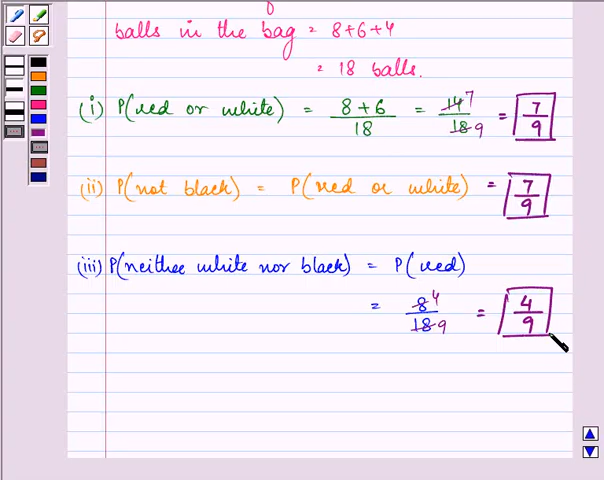 balls in the bag = 8+6+4
= 18 balls.
(i) P(red or white) = 8+6/18 = 14 7/18 9 = 7/9
(ii) P(not black) = P(red or white) = 7/9
(iii) P(neither white nor black) = P(red)
= 8 4/18 9 = 4/9